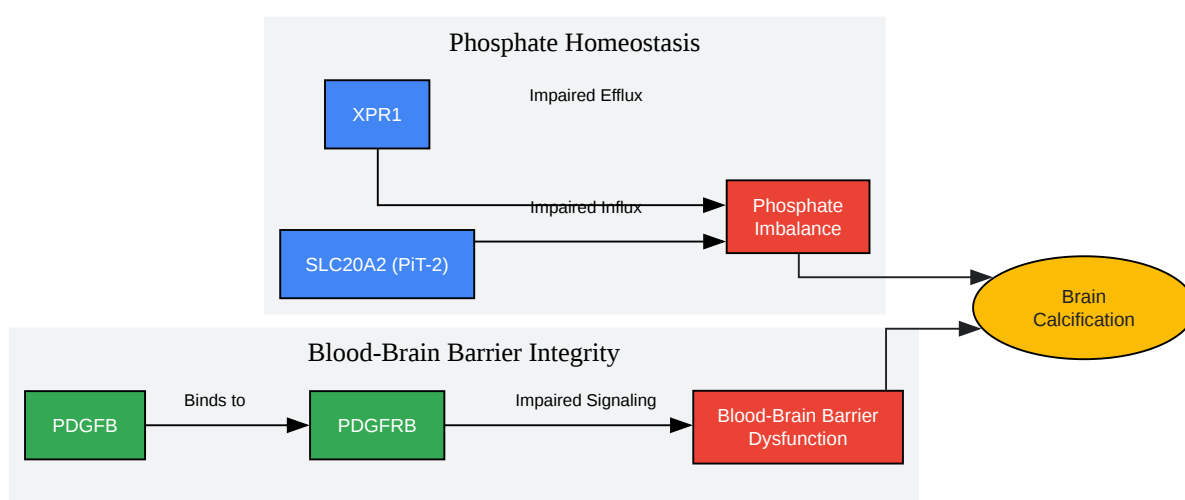 Phosphate Homeostasis
Impaired Efflux
XPR1
Impaired Influx
Phosphate
Imbalance
SLC20A2 (PiT-2)
Brain
Calcification
Blood-Brain Barrier Integrity
Binds to
Impaired Signaling
PDGFB
PDGFRB
Blood-Brain Barrier
Dysfunction